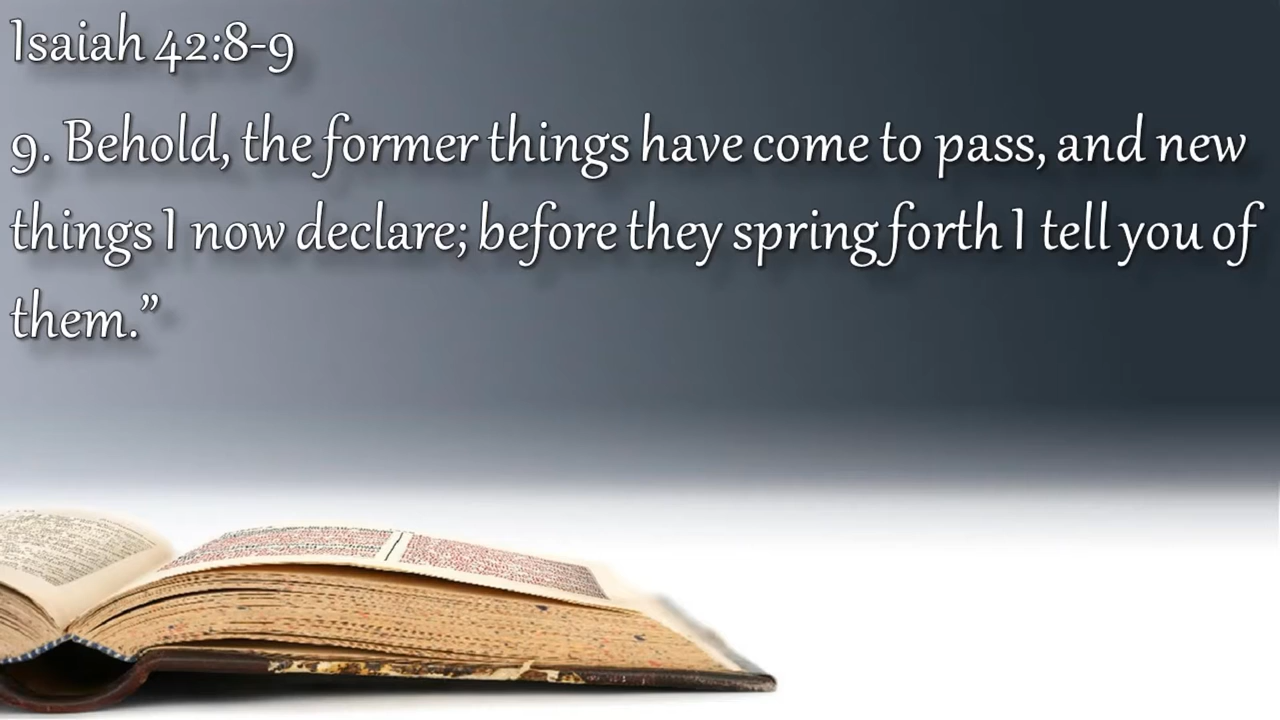 Isaiah 42:8-9
9. Behold, the former things have come to pass, and new
things I now declare; before they spring forth I tell you of
them.”